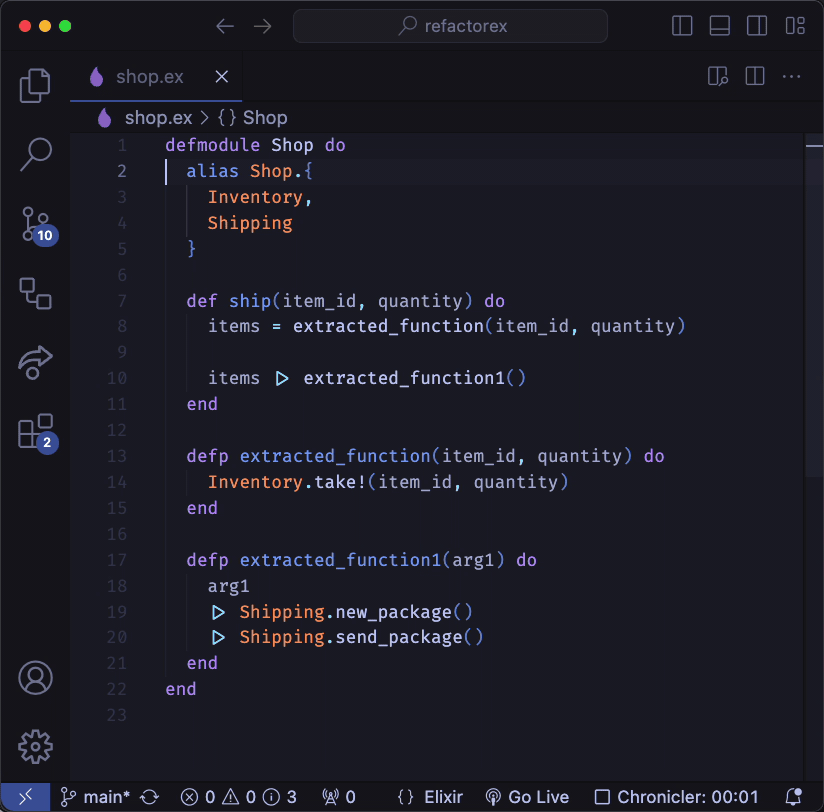 refactorex
shop.ex
shop.ex > {} Shop
1 defmodule Shop do
2 alias Shop.{
3 Inventory,
4 Shipping
5 }
6
7 def ship(item_id, quantity) do
8 items = extracted_function(item_id, quantity)
9
10 items |> extracted_function1()
11 end
12
13 defp extracted_function(item_id, quantity) do
14 Inventory.take!(item_id, quantity)
15 end
16
17 defp extracted_function1(arg1) do
18 arg1
19 |> Shipping.new_package()
20 |> Shipping.send_package()
21 end
22 end
23
10
2
main* 0 0 3 0 {} Elixir Go Live Chronicler: 00:01